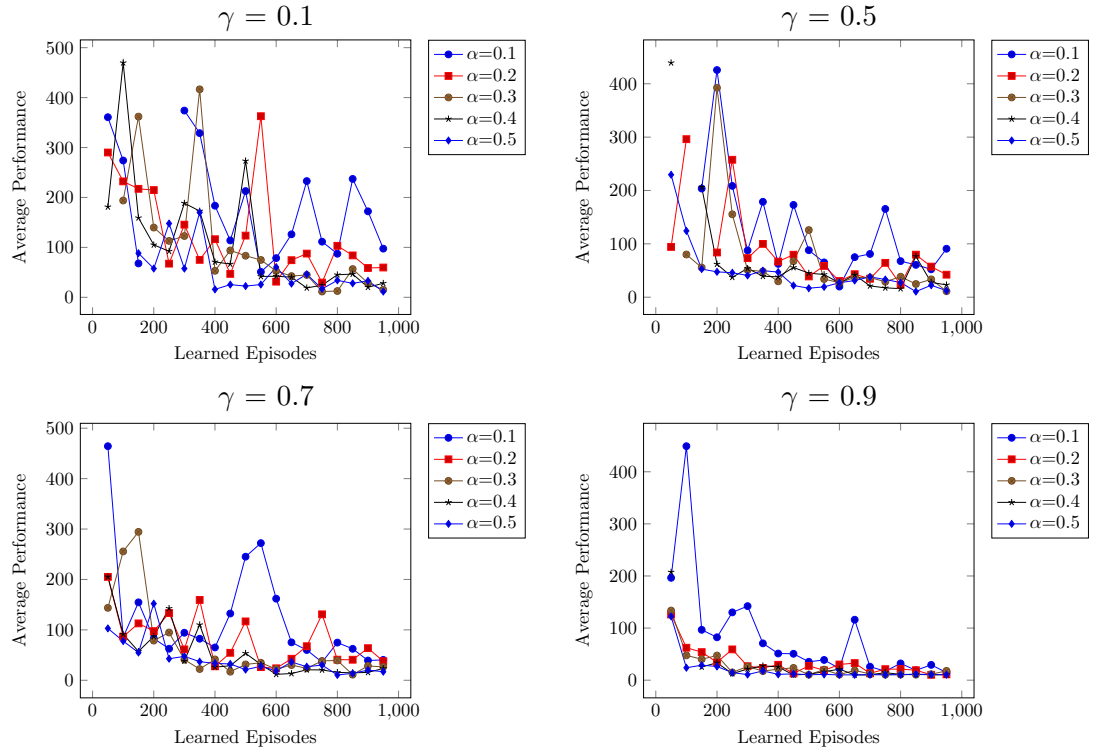 γ = 0.1
500
400
300
200
100
0
0 200 400 600 800 1,000
Average Performance
Learned Episodes
α=0.1
α=0.2
α=0.3
α=0.4
α=0.5
γ = 0.5
400
300
200
100
0
0 200 400 600 800 1,000
Average Performance
Learned Episodes
α=0.1
α=0.2
α=0.3
α=0.4
α=0.5
γ = 0.7
500
400
300
200
100
0
0 200 400 600 800 1,000
Average Performance
Learned Episodes
α=0.1
α=0.2
α=0.3
α=0.4
α=0.5
γ = 0.9
400
300
200
100
0
0 200 400 600 800 1,000
Average Performance
Learned Episodes
α=0.1
α=0.2
α=0.3
α=0.4
α=0.5